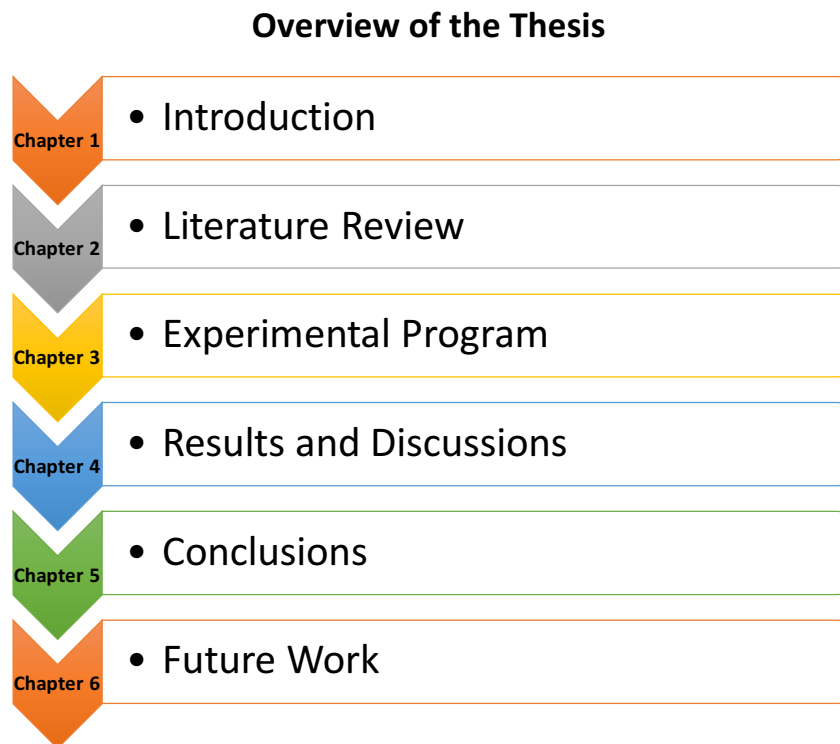 Overview of the Thesis
Chapter 1
• Introduction
Chapter 2
• Literature Review
Chapter 3
• Experimental Program
Chapter 4
• Results and Discussions
Chapter 5
• Conclusions
Chapter 6
• Future Work